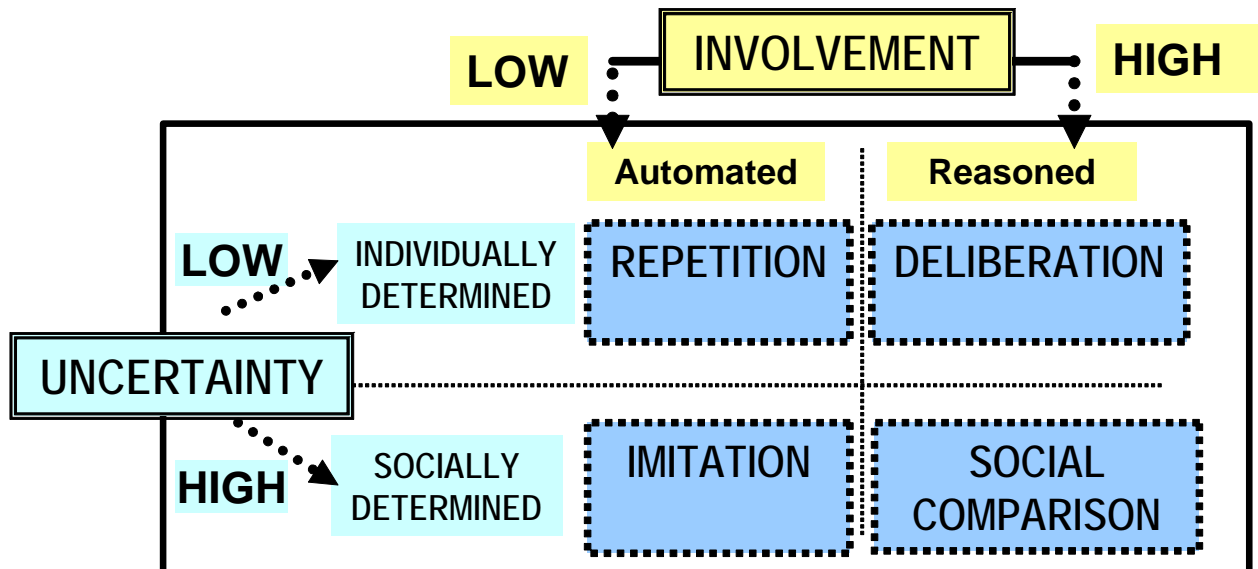 INVOLVEMENT
LOW
HIGH
Automated
Reasoned
LOW
INDIVIDUALLY
DETERMINED
REPETITION
DELIBERATION
UNCERTAINTY
HIGH
SOCIALLY
DETERMINED
IMITATION
SOCIAL
COMPARISON